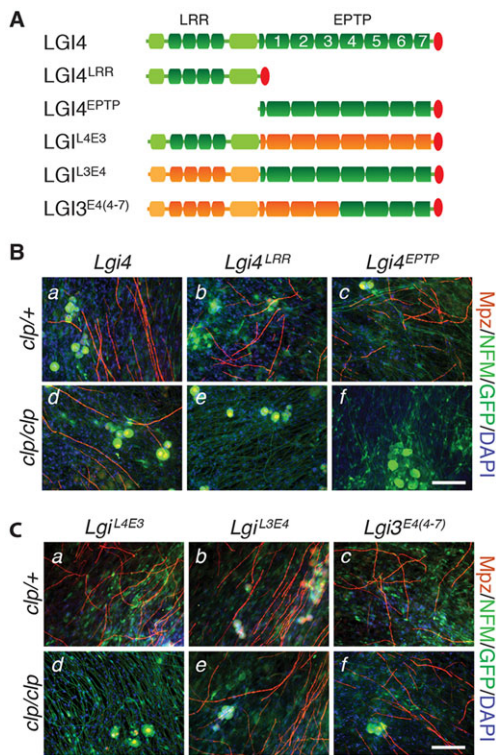 A
LRR EPTP
LGI4 1 2 3 4 5 6 7
LGI4LRR
LGI4EPTP
LGIL4E3
LGIL3E4
LGI3E4(4-7)
B
Lgi4 Lgi4LRR Lgi4EPTP
clp/+ a b c
clp/clp d e f
Mpz/NFM/GFP/DAPI
C
LgiL4E3 LgiL3E4 Lgi3E4(4-7)
clp/+ a b c
clp/clp d e f
Mpz/NFM/GFP/DAPI